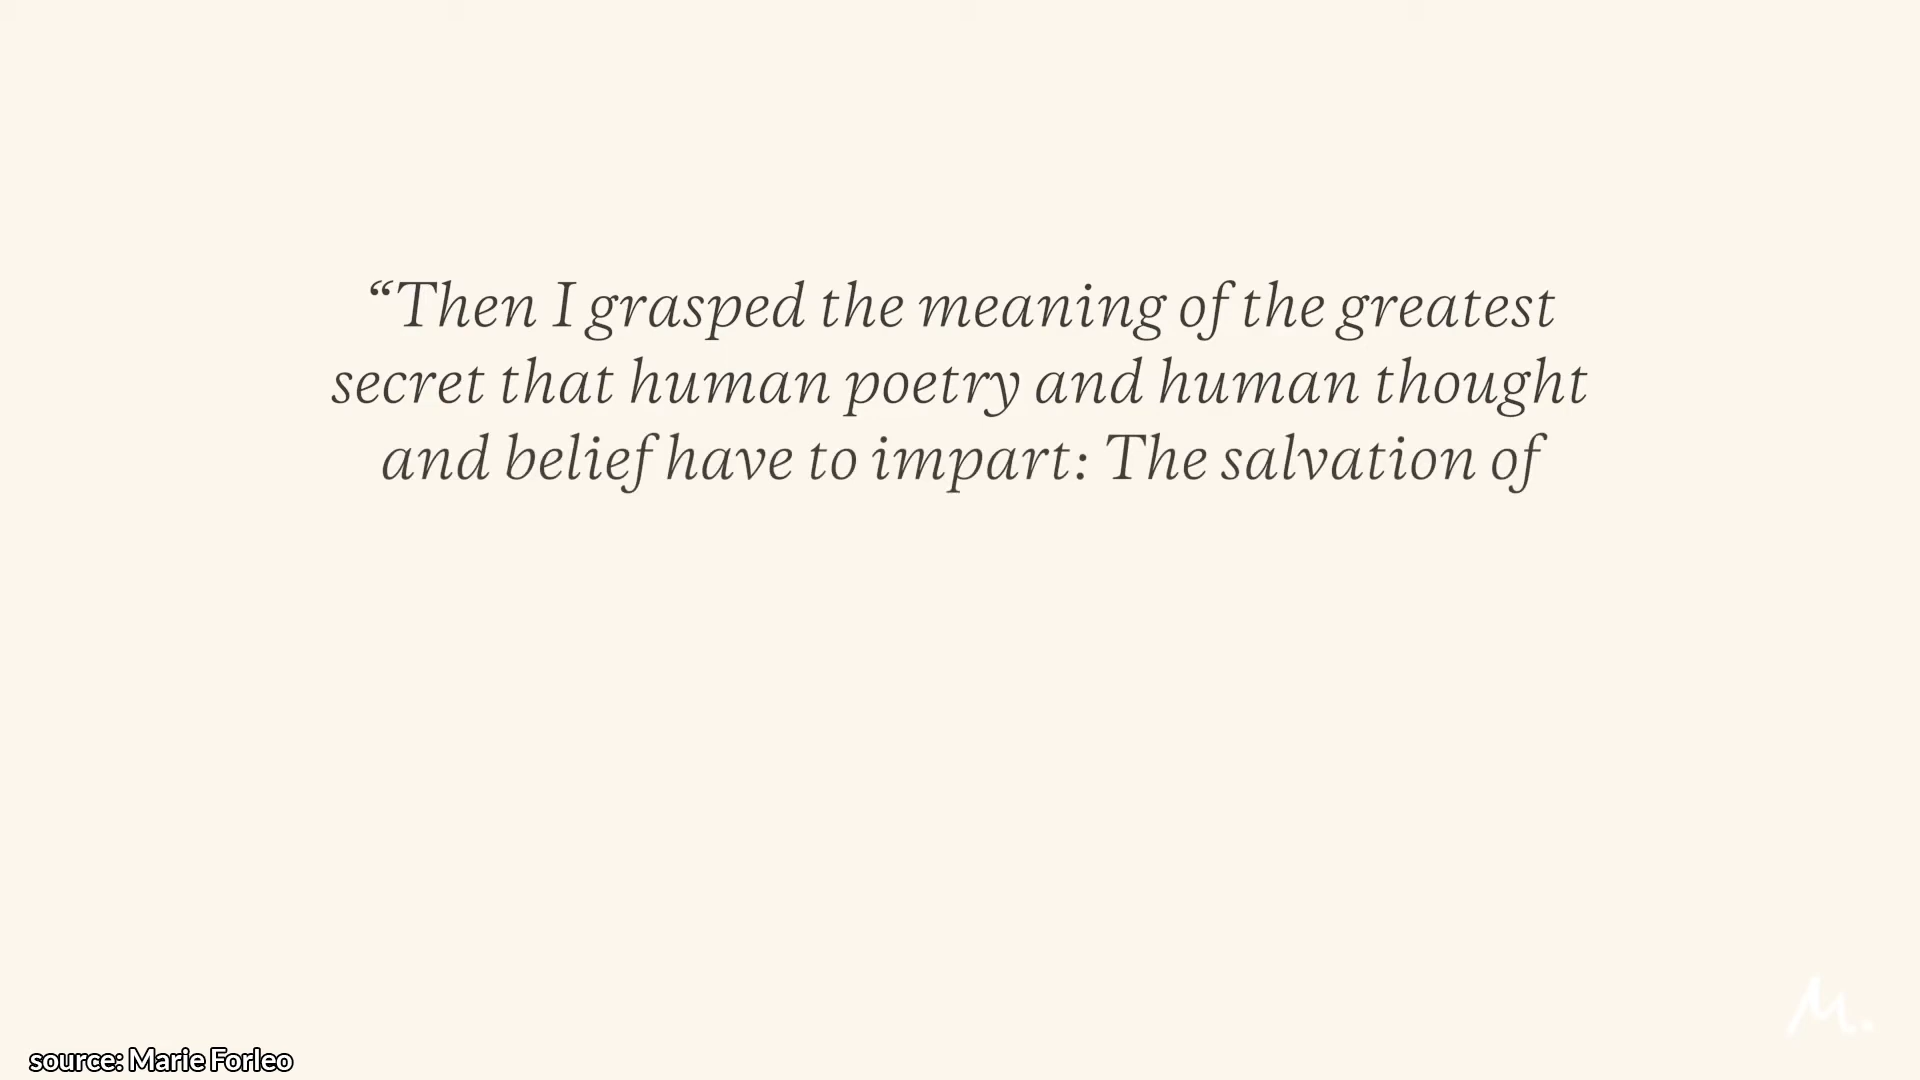 “Then I grasped the meaning of the greatest
secret that human poetry and human thought
and belief have to impart: The salvation of
M.
source: Marie Forleo